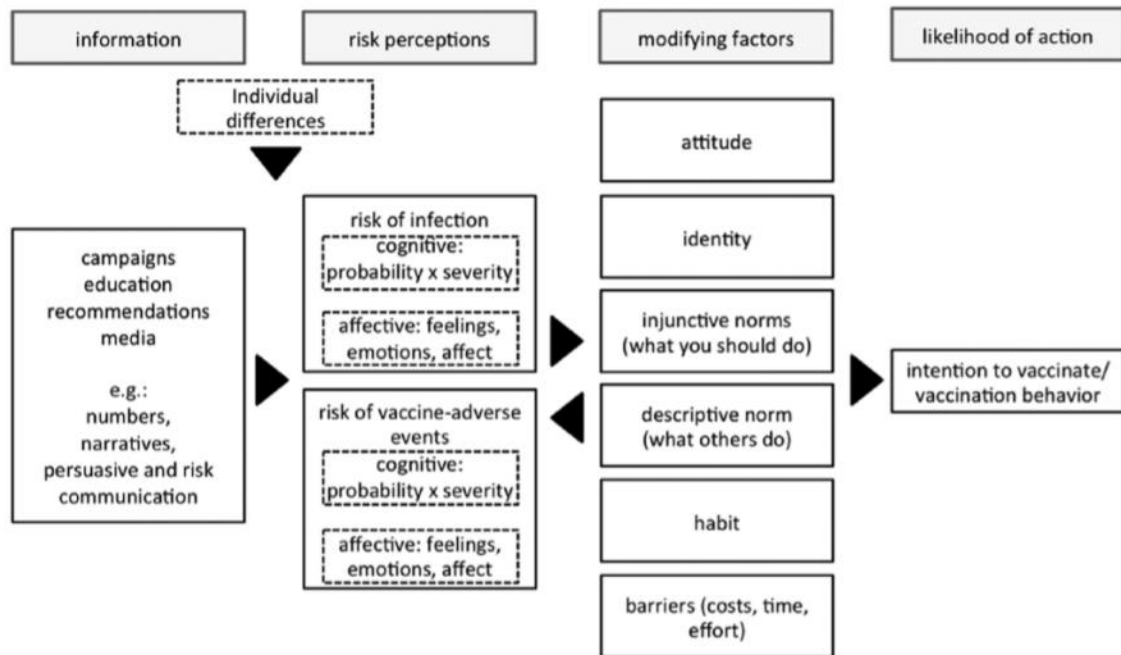 information
risk perceptions
modifying factors
likelihood of action
Individual
differences
campaigns
education
recommendations
media
e.g.:
numbers,
narratives,
persuasive and risk
communication
risk of infection
cognitive:
probability x severity
affective: feelings,
emotions, affect
risk of vaccine-adverse
events
cognitive:
probability x severity
affective: feelings,
emotions, affect
attitude
identity
injunctive norms
(what you should do)
descriptive norm
(what others do)
habit
barriers (costs, time,
effort)
intention to vaccinate/
vaccination behavior